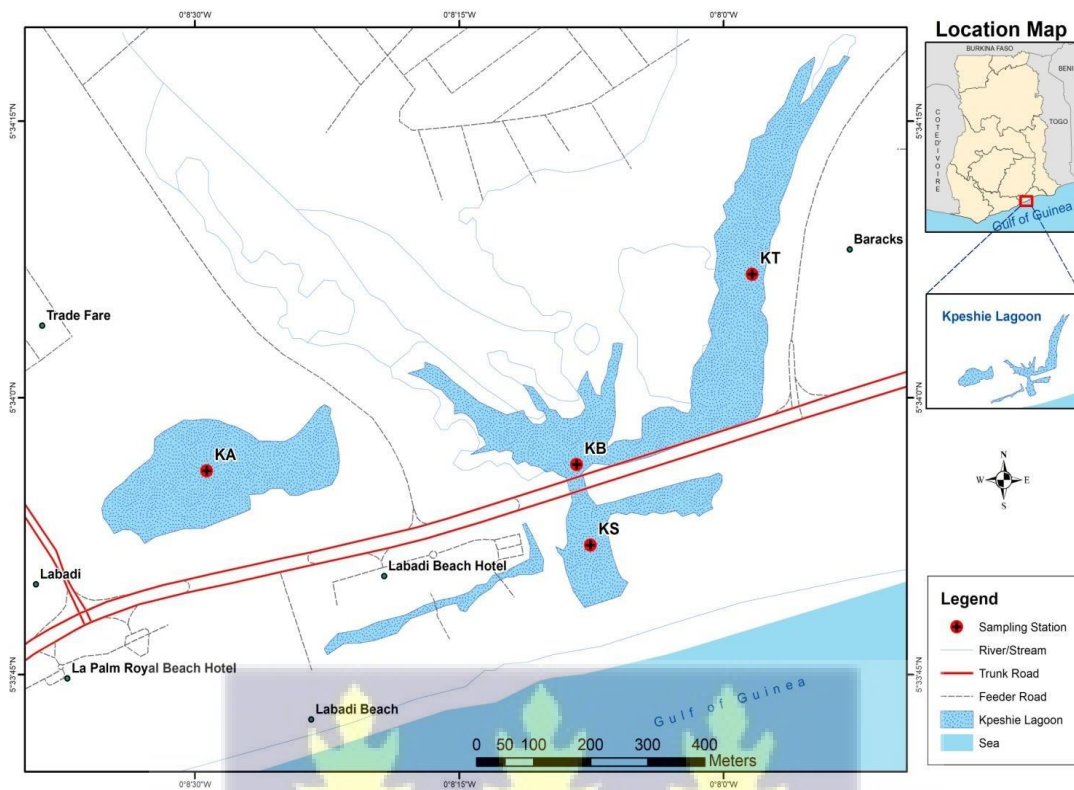 0°8'30"W
0°8'15"W
0°8'0"W
Location Map
BURKINA FASO
BENI
COTED'IVOIRE
TOGO
Gulf of Guinea
5°34'15"N
5°34'15"N
KT
Baracks
Trade Fare
Kpeshie Lagoon
5°34'0"N
5°34'0"N
KA
KB
N
W
E
S
KS
Labadi
Labadi Beach Hotel
La Palm Royal Beach Hotel
5°33'45"N
5°33'45"N
Labadi Beach
Gulf of Guinea
0 50 100 200 300 400
Meters
Legend
Sampling Station
River/Stream
Trunk Road
Feeder Road
Kpeshie Lagoon
Sea
0°8'30"W
0°8'15"W
0°8'0"W